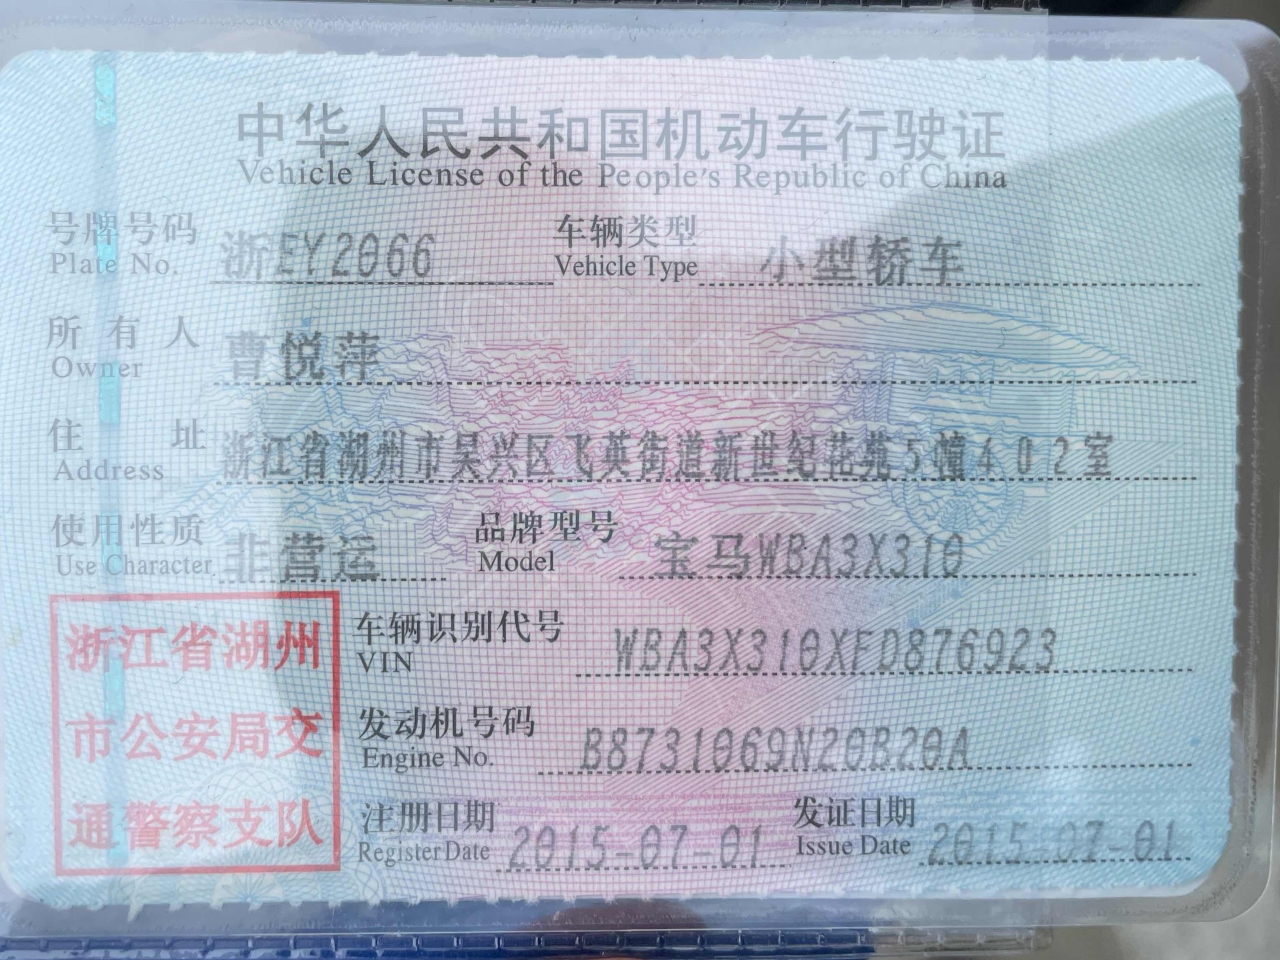 中华人民共和国机动车行驶证
Vehicle License of the People's Republic of China
号牌号码 浙EY2066 车辆类型 小型轿车
Plate No. Vehicle Type
所有人 曹悦萍
Owner
住址 浙江省湖州市吴兴区飞英街道新世纪花苑5幢402室
Address
使用性质 非营运 品牌型号 宝马WBA3X310
Use Character Model
车辆识别代号 WBA3X310XFD876923
VIN
发动机号码 B8731069N20B20A
Engine No.
注册日期 2015-07-01 发证日期 2015-07-01
Register Date Issue Date
浙江省湖州
市公安局交
通警察支队